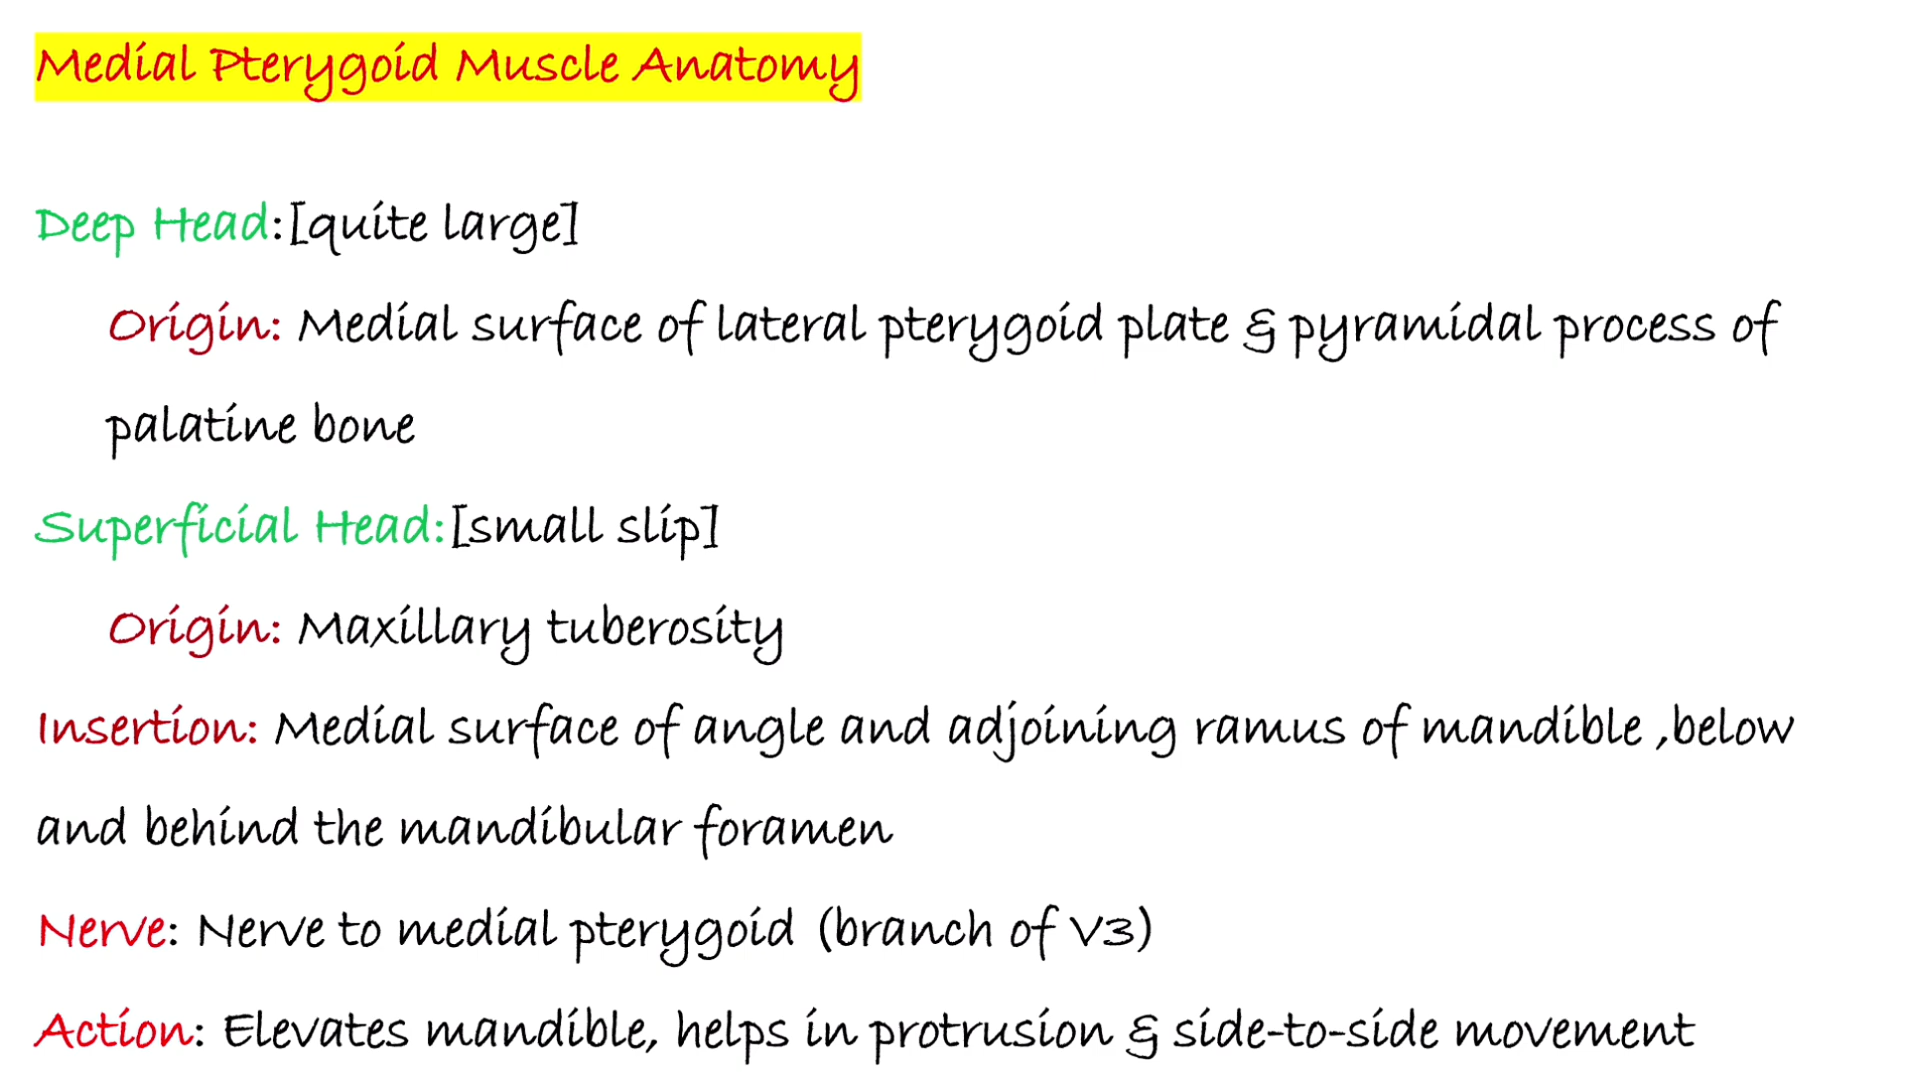 Medial Pterygoid Muscle Anatomy
Deep Head:[quite large]
Origin: Medial surface of lateral pterygoid plate & pyramidal process of
palatine bone
Superficial Head:[small slip]
Origin: Maxillary tuberosity
Insertion: Medial surface of angle and adjoining ramus of mandible ,below
and behind the mandibular foramen
Nerve: Nerve to medial pterygoid (branch of V3)
Action: Elevates mandible, helps in protrusion & side-to-side movement